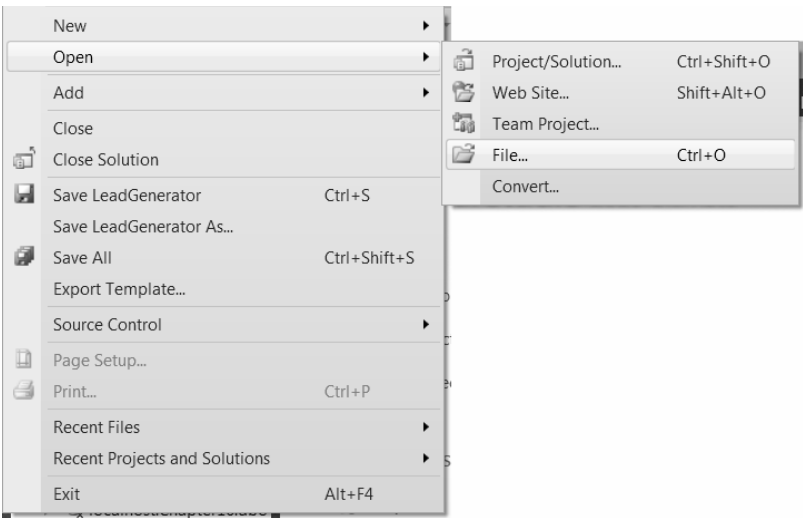 New
Open
Add
Close
Close Solution
Save LeadGenerator Ctrl+S
Save LeadGenerator As...
Save All Ctrl+Shift+S
Export Template...
Source Control
Page Setup...
Print... Ctrl+P
Recent Files
Recent Projects and Solutions
Exit Alt+F4
Project/Solution... Ctrl+Shift+O
Web Site... Shift+Alt+O
Team Project...
File... Ctrl+O
Convert...